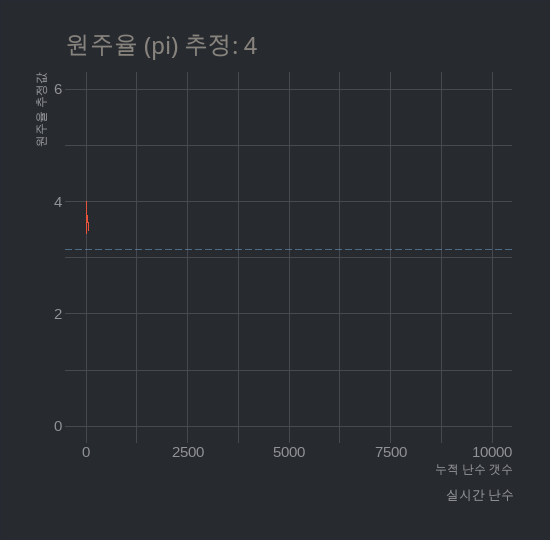 원주율 (pi) 추정: 4
원주율 추정값
6
4
2
0
0 2500 5000 7500 10000
누적 난수 갯수
실시간 난수